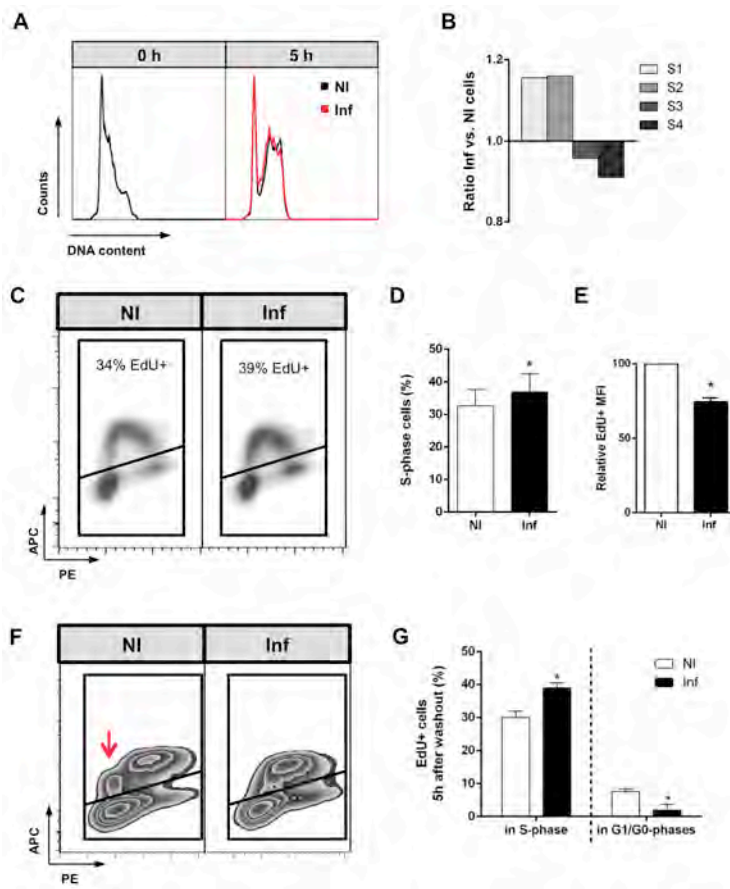 A
0 h
5 h
NI
Inf
Counts
DNA content
B
Ratio Inf vs. NI cells
1.2
1.0
0.8
S1
S2
S3
S4
C
NI
Inf
34% EdU+
39% EdU+
APC
PE
D
S-phase cells (%)
50
40
30
20
10
0
*
NI
Inf
E
Relative EdU+ MFI
100
75
50
25
0
*
NI
Inf
F
NI
Inf
APC
PE
G
EdU+ cells
5h after washout (%)
50
40
30
20
10
0
*
*
NI
Inf
in S-phase
in G1/G0-phases